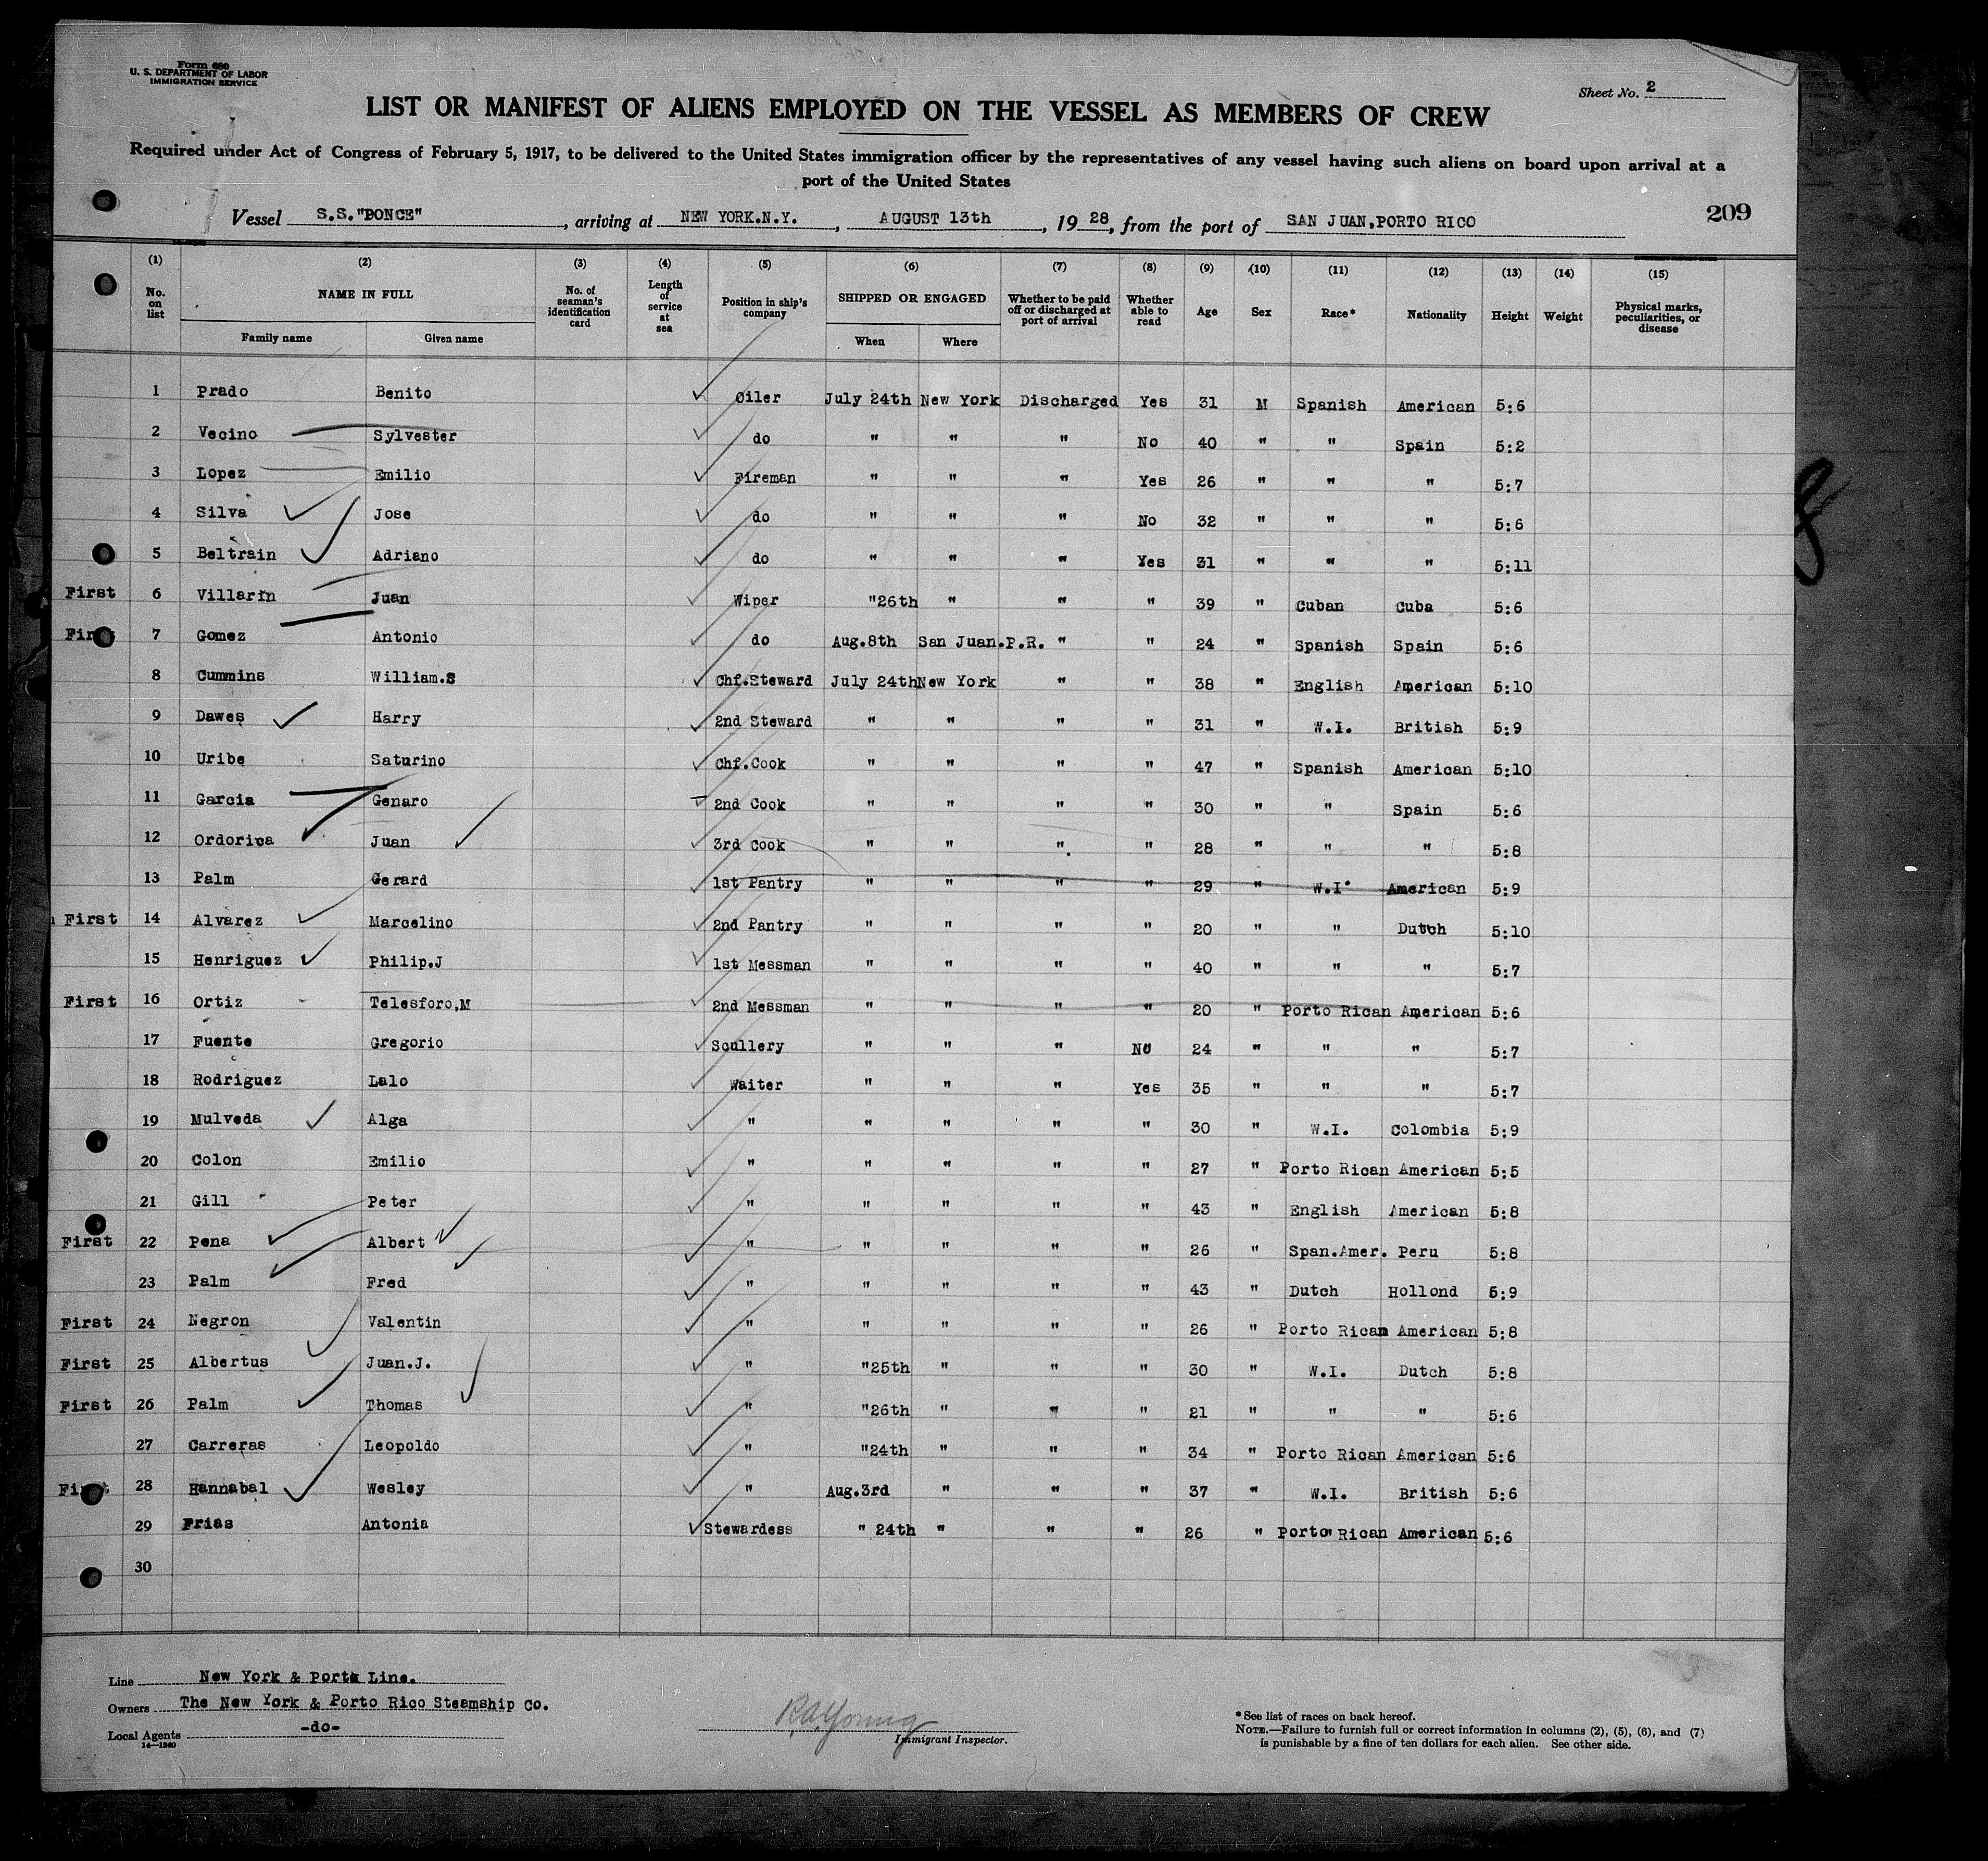 Form 680
U. S. DEPARTMENT OF LABOR
IMMIGRATION SERVICE
Sheet No. 2
LIST OR MANIFEST OF ALIENS EMPLOYED ON THE VESSEL AS MEMBERS OF CREW
Required under Act of Congress of February 5, 1917, to be delivered to the United States immigration officer by the representatives of any vessel having such aliens on board upon arrival at a
port of the United States
Vessel S.S."PONCE", arriving at NEW YORK.N.Y., AUGUST 13th, 1928, from the port of SAN JUAN,PORTO RICO
209
(1) (2) (3) (4) (5) (6) (7) (8) (9) (10) (11) (12) (13) (14) (15)
No. on list NAME IN FULL Family name Given name No. of seaman's identification card Length of service at sea Position in ship's company SHIPPED OR ENGAGED When Where Whether to be paid off or discharged at port of arrival Whether able to read Age Sex Race* Nationality Height Weight Physical marks, peculiarities, or disease
1 Prado Benito Oiler July 24th New York Discharged Yes 31 M Spanish American 5:6
2 Vecino Sylvester do " " " No 40 " " Spain 5:2
3 Lopez Emilio Fireman " " " Yes 26 " " " 5:7
4 Silva Jose do " " " No 32 " " " 5:6
5 Beltrain Adriano do " " " Yes 31 " " " 5:11
First 6 Villarin Juan Wiper "26th " " " 39 " Cuban Cuba 5:6
First 7 Gomez Antonio do Aug.8th San Juan.P.R. " " 24 " Spanish Spain 5:6
8 Cummins William.S Chf.Steward July 24th New York " " 38 " English American 5:10
9 Dawes Harry 2nd Steward " " " " 31 " W.I. British 5:9
10 Uribe Saturino Chf.Cook " " " " 47 " Spanish American 5:10
11 Garcia Genaro 2nd Cook " " " " 30 " " Spain 5:6
12 Ordorica Juan 3rd Cook " " " " 28 " " " 5:8
13 Palm Gerard 1st Pantry " " " " 29 " W.I. American 5:9
First 14 Alvarez Marcelino 2nd Pantry " " " " 20 " " Dutch 5:10
15 Henriguez Philip.J 1st Messman " " " " 40 " " " 5:7
First 16 Ortiz Telesforo,M 2nd Messman " " " " 20 " Porto Rican American 5:6
17 Fuente Gregorio Scullery " " " No 24 " " " 5:7
18 Rodriguez Lalo Waiter " " " Yes 35 " " " 5:7
19 Mulveda Alga " " " " " 30 " W.I. Colombia 5:9
20 Colon Emilio " " " " " 27 " Porto Rican American 5:5
21 Gill Peter " " " " " 43 " English American 5:8
First 22 Pena Albert " " " " " 26 " Span.Amer. Peru 5:8
23 Palm Fred " " " " " 43 " Dutch Hollond 5:9
First 24 Negron Valentin " " " " " 26 " Porto Rican American 5:8
First 25 Albertus Juan.J. " "25th " " " 30 " W.I. Dutch 5:8
First 26 Palm Thomas " "26th " " " 21 " " " 5:6
27 Carreras Leopoldo " "24th " " " 34 " Porto Rican American 5:6
First 28 Hannabal Wesley " Aug.3rd " " " 37 " W.I. British 5:6
29 Frias Antonia Stewardess " 24th " " " 26 " Porto Rican American 5:6
30
Line New York & Porto Line.
Owners The New York & Porto Rico Steamship Co.
Local Agents -do-
14—1240
R.A.Young
Immigrant Inspector.
* See list of races on back hereof.
NOTE.—Failure to furnish full or correct information in columns (2), (5), (6), and (7)
is punishable by a fine of ten dollars for each alien. See other side.